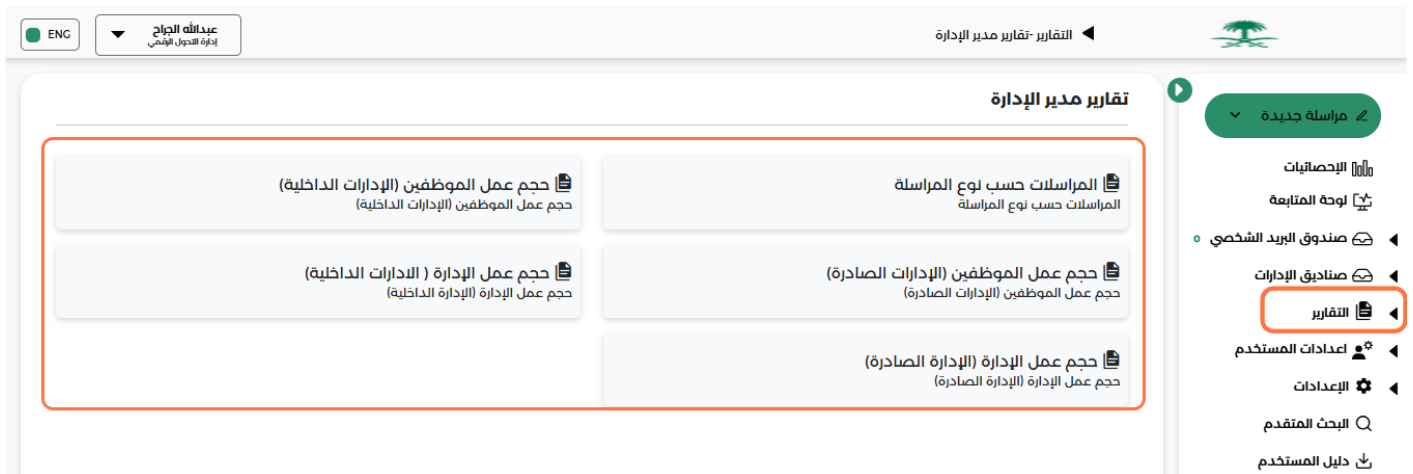 التقارير -تقارير مدير الإدارة
عبدالله الجراح
إدارة التحول الرقمي
ENG
مراسلة جديدة
الإحصائيات
لوحة المتابعة
صندوق البريد الشخصي
صناديق الإدارات
التقارير
اعدادات المستخدم
الإعدادات
البحث المتقدم
دليل المستخدم
تقارير مدير الإدارة
المراسلات حسب نوع المراسلة
المراسلات حسب نوع المراسلة
حجم عمل الموظفين (الإدارات الداخلية)
حجم عمل الموظفين (الإدارات الداخلية)
حجم عمل الموظفين (الإدارات الصادرة)
حجم عمل الموظفين (الإدارات الصادرة)
حجم عمل الإدارة ( الادارات الداخلية)
حجم عمل الإدارة (الإدارة الداخلية)
حجم عمل الإدارة (الإدارة الصادرة)
حجم عمل الإدارة (الإدارة الصادرة)